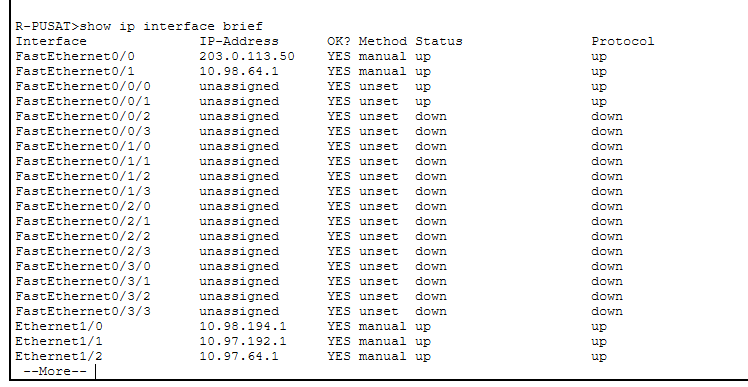 R-PUSAT>show ip interface brief
Interface IP-Address OK? Method Status Protocol
FastEthernet0/0 203.0.113.50 YES manual up up
FastEthernet0/1 10.98.64.1 YES manual up up
FastEthernet0/0/0 unassigned YES unset up up
FastEthernet0/0/1 unassigned YES unset up up
FastEthernet0/0/2 unassigned YES unset down down
FastEthernet0/0/3 unassigned YES unset down down
FastEthernet0/1/0 unassigned YES unset down down
FastEthernet0/1/1 unassigned YES unset down down
FastEthernet0/1/2 unassigned YES unset down down
FastEthernet0/1/3 unassigned YES unset down down
FastEthernet0/2/0 unassigned YES unset down down
FastEthernet0/2/1 unassigned YES unset down down
FastEthernet0/2/2 unassigned YES unset down down
FastEthernet0/2/3 unassigned YES unset down down
FastEthernet0/3/0 unassigned YES unset down down
FastEthernet0/3/1 unassigned YES unset down down
FastEthernet0/3/2 unassigned YES unset down down
FastEthernet0/3/3 unassigned YES unset down down
Ethernet1/0 10.98.194.1 YES manual up up
Ethernet1/1 10.97.192.1 YES manual up up
Ethernet1/2 10.97.64.1 YES manual up up
--More--